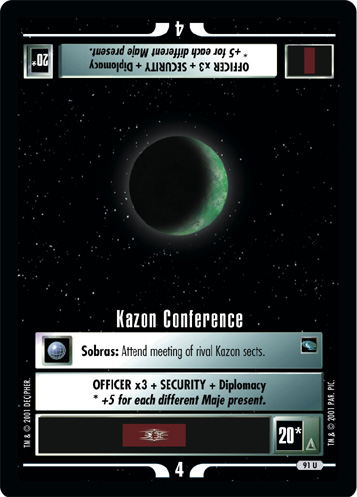 4
OFFICER x3 + SECURITY + Diplomacy
* +5 for each different Maje present.
20*
Kazon Conference
Sobras: Attend meeting of rival Kazon sects.
OFFICER x3 + SECURITY + Diplomacy
* +5 for each different Maje present.
20*
TM & © 2001 DECIPHER.
TM & © 2001 PAR. PIC.
4
91 U